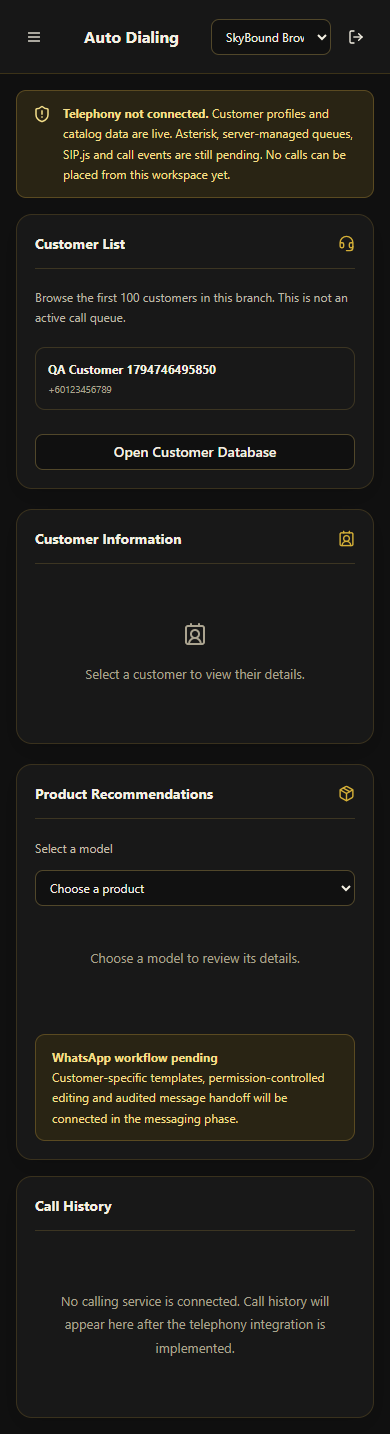 Auto Dialing
SkyBound Brow
Telephony not connected. Customer profiles and
catalog data are live. Asterisk, server-managed queues,
SIP.js and call events are still pending. No calls can be
placed from this workspace yet.
Customer List
Browse the first 100 customers in this branch. This is not an
active call queue.
QA Customer 1794746495850
+60123456789
Open Customer Database
Customer Information
Select a customer to view their details.
Product Recommendations
Select a model
Choose a product
Choose a model to review its details.
WhatsApp workflow pending
Customer-specific templates, permission-controlled
editing and audited message handoff will be
connected in the messaging phase.
Call History
No calling service is connected. Call history will
appear here after the telephony integration is
implemented.